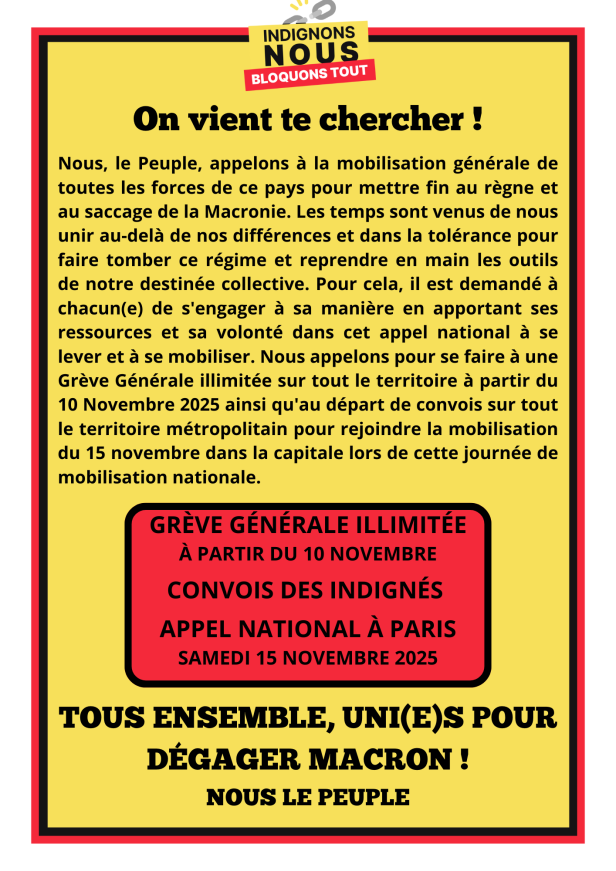 INDIGNONS
NOUS
BLOQUONS TOUT
On vient te chercher !
Nous, le Peuple, appelons à la mobilisation générale de
toutes les forces de ce pays pour mettre fin au règne et
au saccage de la Macronie. Les temps sont venus de nous
unir au-delà de nos différences et dans la tolérance pour
faire tomber ce régime et reprendre en main les outils
de notre destinée collective. Pour cela, il est demandé à
chacun(e) de s'engager à sa manière en apportant ses
ressources et sa volonté dans cet appel national à se
lever et à se mobiliser. Nous appelons pour se faire à une
Grève Générale illimitée sur tout le territoire à partir du
10 Novembre 2025 ainsi qu'au départ de convois sur tout
le territoire métropolitain pour rejoindre la mobilisation
du 15 novembre dans la capitale lors de cette journée de
mobilisation nationale.
GRÈVE GÉNÉRALE ILLIMITÉE
À PARTIR DU 10 NOVEMBRE
CONVOIS DES INDIGNÉS
APPEL NATIONAL À PARIS
SAMEDI 15 NOVEMBRE 2025
TOUS ENSEMBLE, UNI(E)S POUR
DÉGAGER MACRON !
NOUS LE PEUPLE